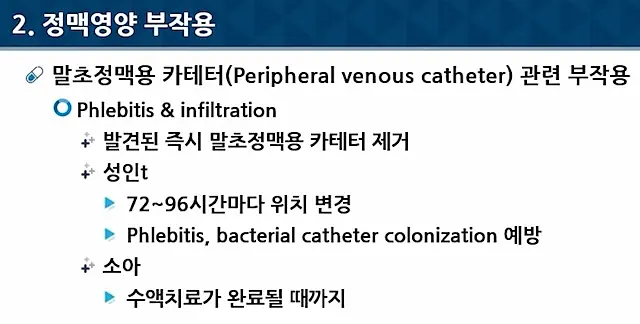 2. 정맥영양 부작용
말초정맥용 카테터(Peripheral venous catheter) 관련 부작용
Phlebitis & infiltration
발견된 즉시 말초정맥용 카테터 제거
성인t
72~96시간마다 위치 변경
Phlebitis, bacterial catheter colonization 예방
소아
수액치료가 완료될 때까지